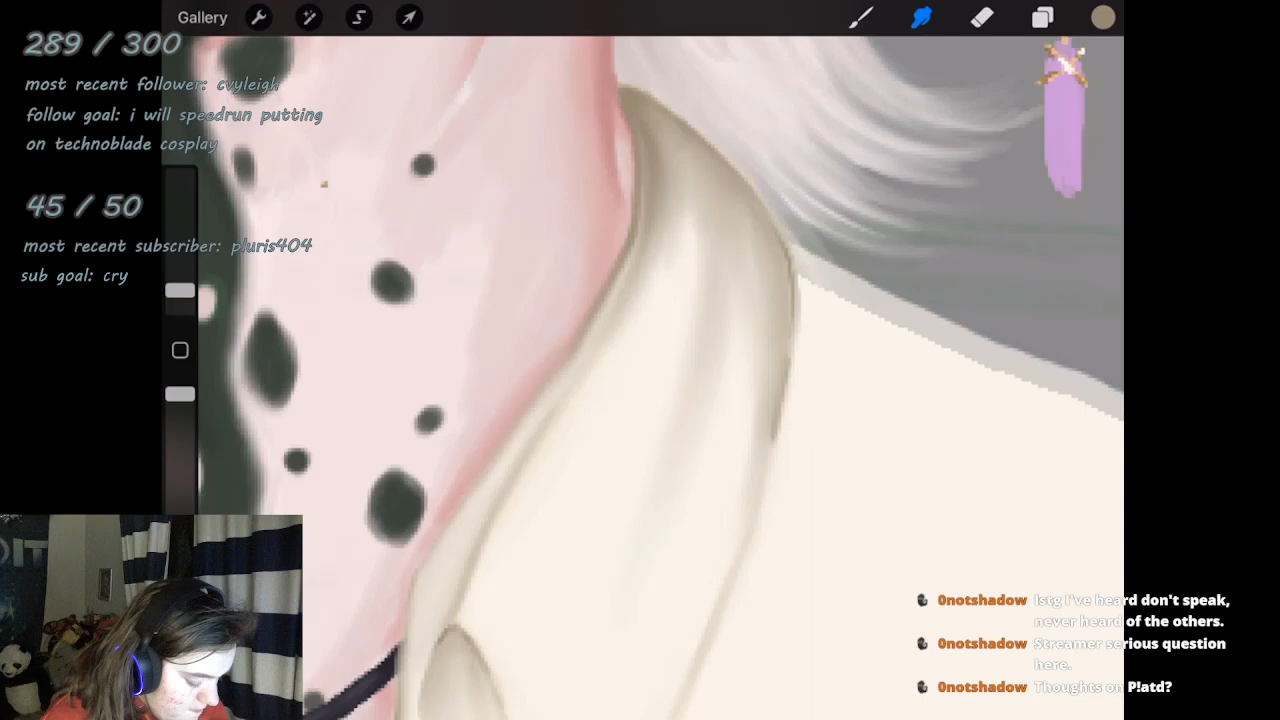 Gallery
289 / 300
most recent follower: cvyleigh
follow goal: i will speedrun putting
on technoblade cosplay
45 / 50
most recent subscriber: pluris404
sub goal: cry
0notshadow Istg I've heard don't speak,
never heard of the others.
0notshadow Streamer serious question
here.
0notshadow Thoughts on P!atd?